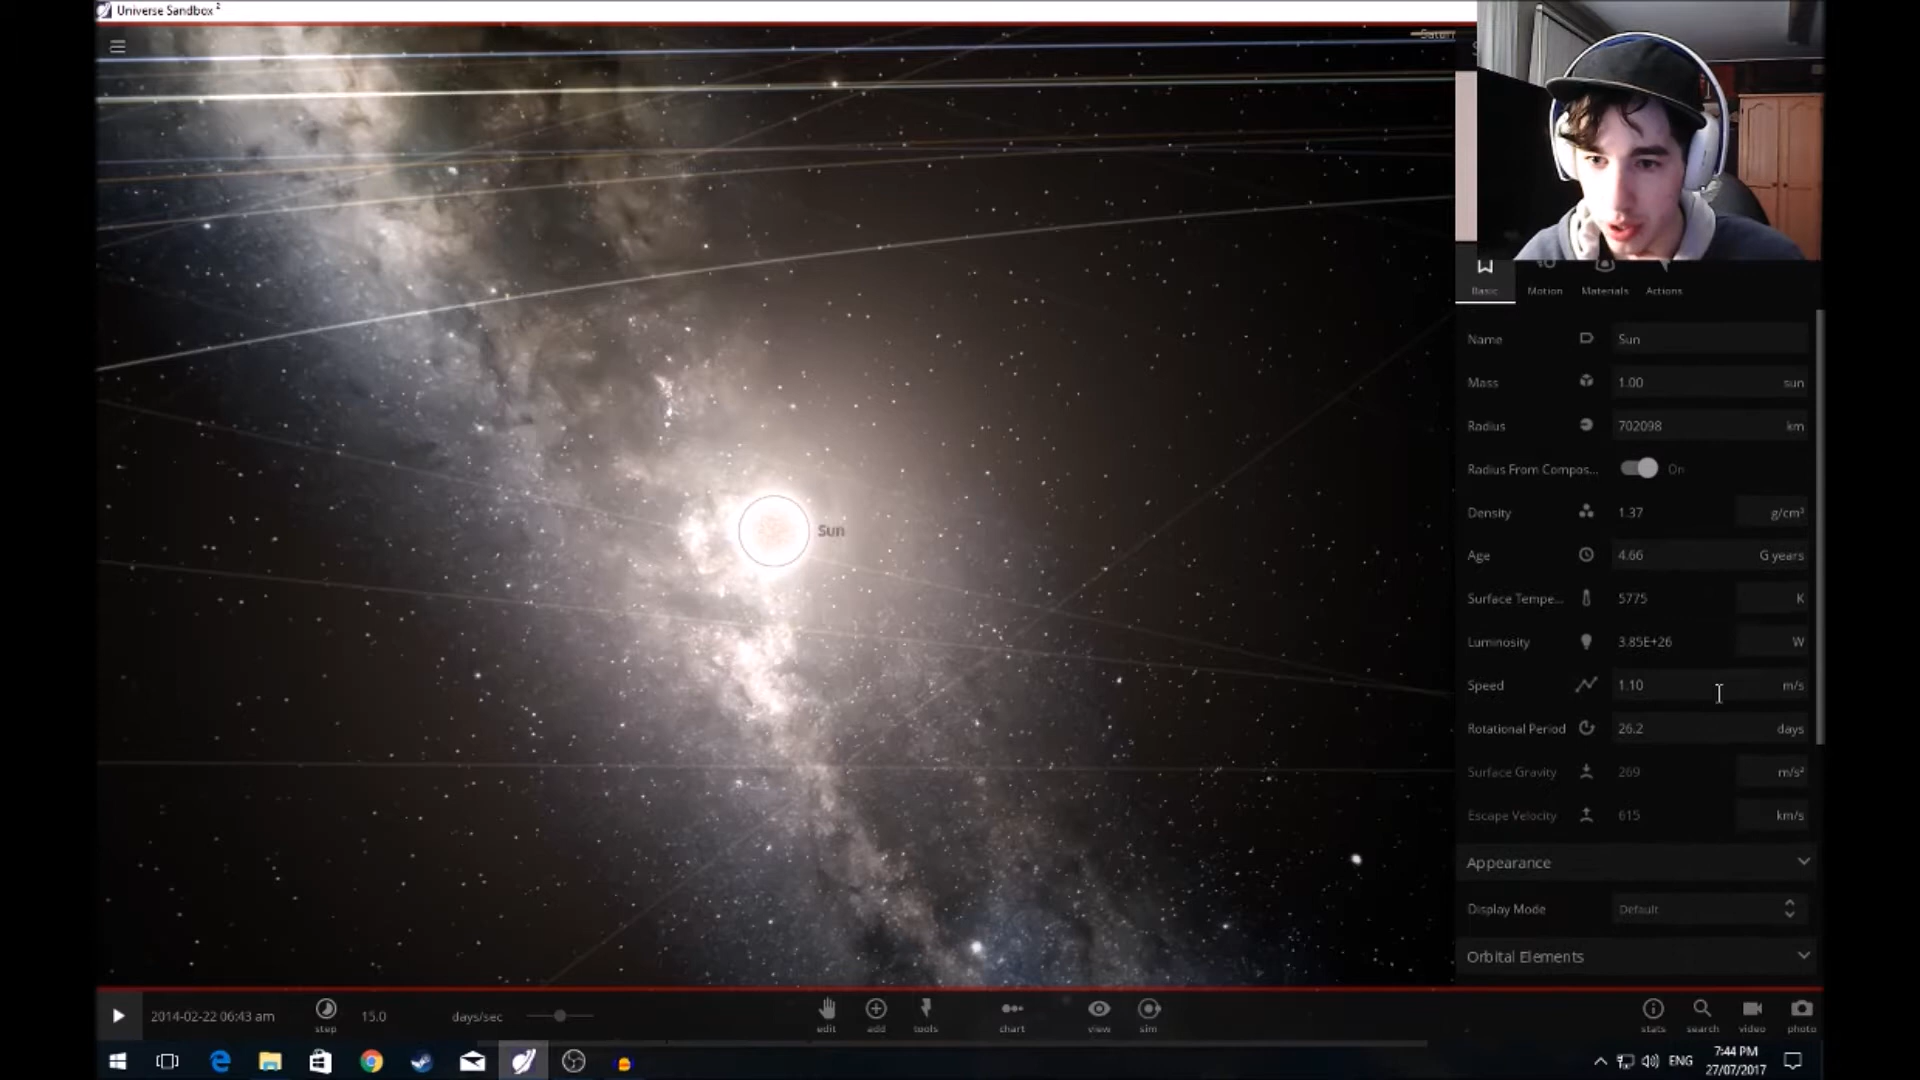 Universe Sandbox ²
Saturn
Sun
Basic
Motion
Materials
Actions
Name Sun
Mass 1.00 sun
Radius 702098 km
Radius From Compos... On
Density 1.37 g/cm³
Age 4.66 G years
Surface Tempe... 5775 K
Luminosity 3.85E+26 W
Speed 1.10 m/s
Rotational Period 26.2 days
Surface Gravity 269 m/s²
Escape Velocity 615 km/s
Appearance
Display Mode Default
Orbital Elements
2014-02-22 06:43 am step 15.0 days/sec edit add tools chart view sim stats search video photo
ENG 7:44 PM
27/07/2017